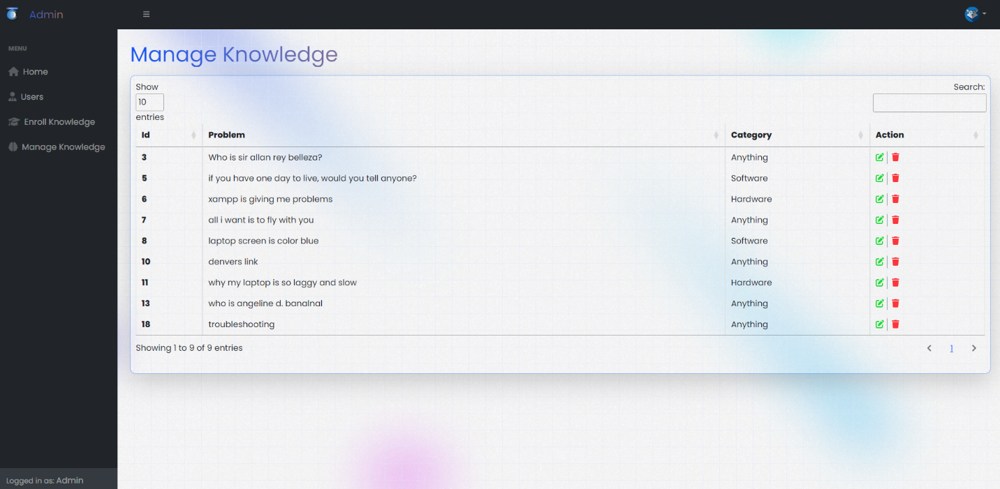 Admin
MENU
Home
Users
Enroll Knowledge
Manage Knowledge
Logged in as: Admin
Manage Knowledge
Show
10
entries
Search:
Id Problem Category Action
3 Who is sir allan rey belleza? Anything
5 if you have one day to live, would you tell anyone? Software
6 xampp is giving me problems Hardware
7 all i want is to fly with you Anything
8 laptop screen is color blue Software
10 denvers link Anything
11 why my laptop is so laggy and slow Hardware
13 who is angeline d. banalnal Anything
18 troubleshooting Anything
Showing 1 to 9 of 9 entries
1